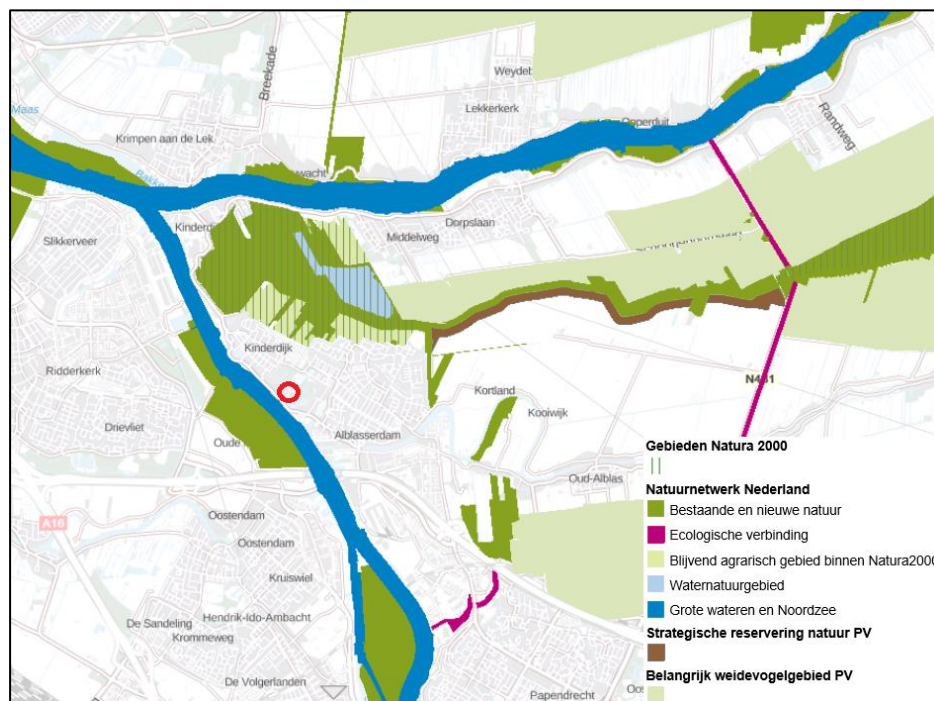 Breekade
Weydet
Lekkerkerk
Opperduit
Randweg
Maas
Krimpen aan de Lek
Slikkerveer
Dorpslaan
Middelweg
Kinderdijk
Ridderkerk
Kortland
Kooiwijk
N481
Drievliet
Oude
Alblasserdam
Oud-Alblas
A16
Oostendam
Oostendam
Kruiswiel
De Sandeling
Hendrik-Ido-Ambacht
Krommeweg
De Volgerlanden
Papendrecht
Gebieden Natura 2000
Natuurnetwerk Nederland
Bestaande en nieuwe natuur
Ecologische verbinding
Blijvend agrarisch gebied binnen Natura2000
Waternatuurgebied
Grote wateren en Noordzee
Strategische reservering natuur PV
Belangrijk weidevogelgebied PV